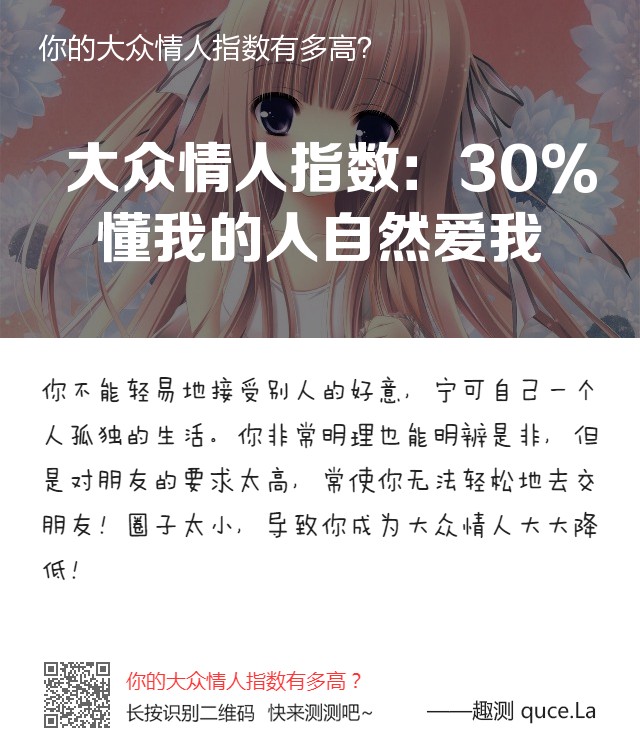 你的大众情人指数有多高?
大众情人指数: 30%
懂我的人自然爱我
你不能轻易地接受别人的好意, 宁可自己一个
人孤独的生活。你非常明理也能明辨是非, 但
是对朋友的要求太高, 常使你无法轻松地去交
朋友! 圈子太小, 导致你成为大众情人大大降
低!
你的大众情人指数有多高？
长按识别二维码 快来测测吧~
——趣测 quce.La